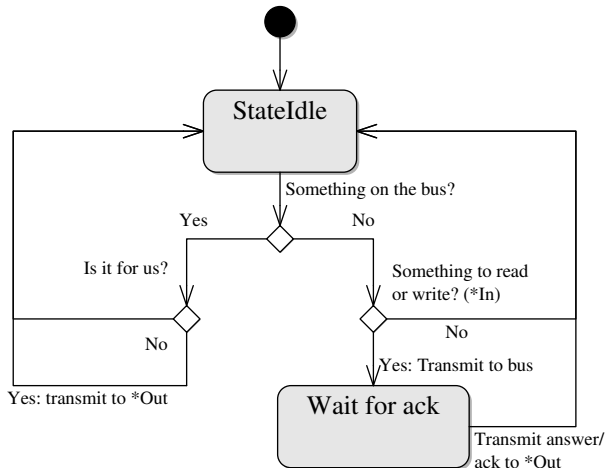 StateIdle
Something on the bus?
Yes
No
Is it for us?
Something to read
or write? (*In)
No
No
Yes: transmit to *Out
Yes: Transmit to bus
Wait for ack
Transmit answer/
ack to *Out